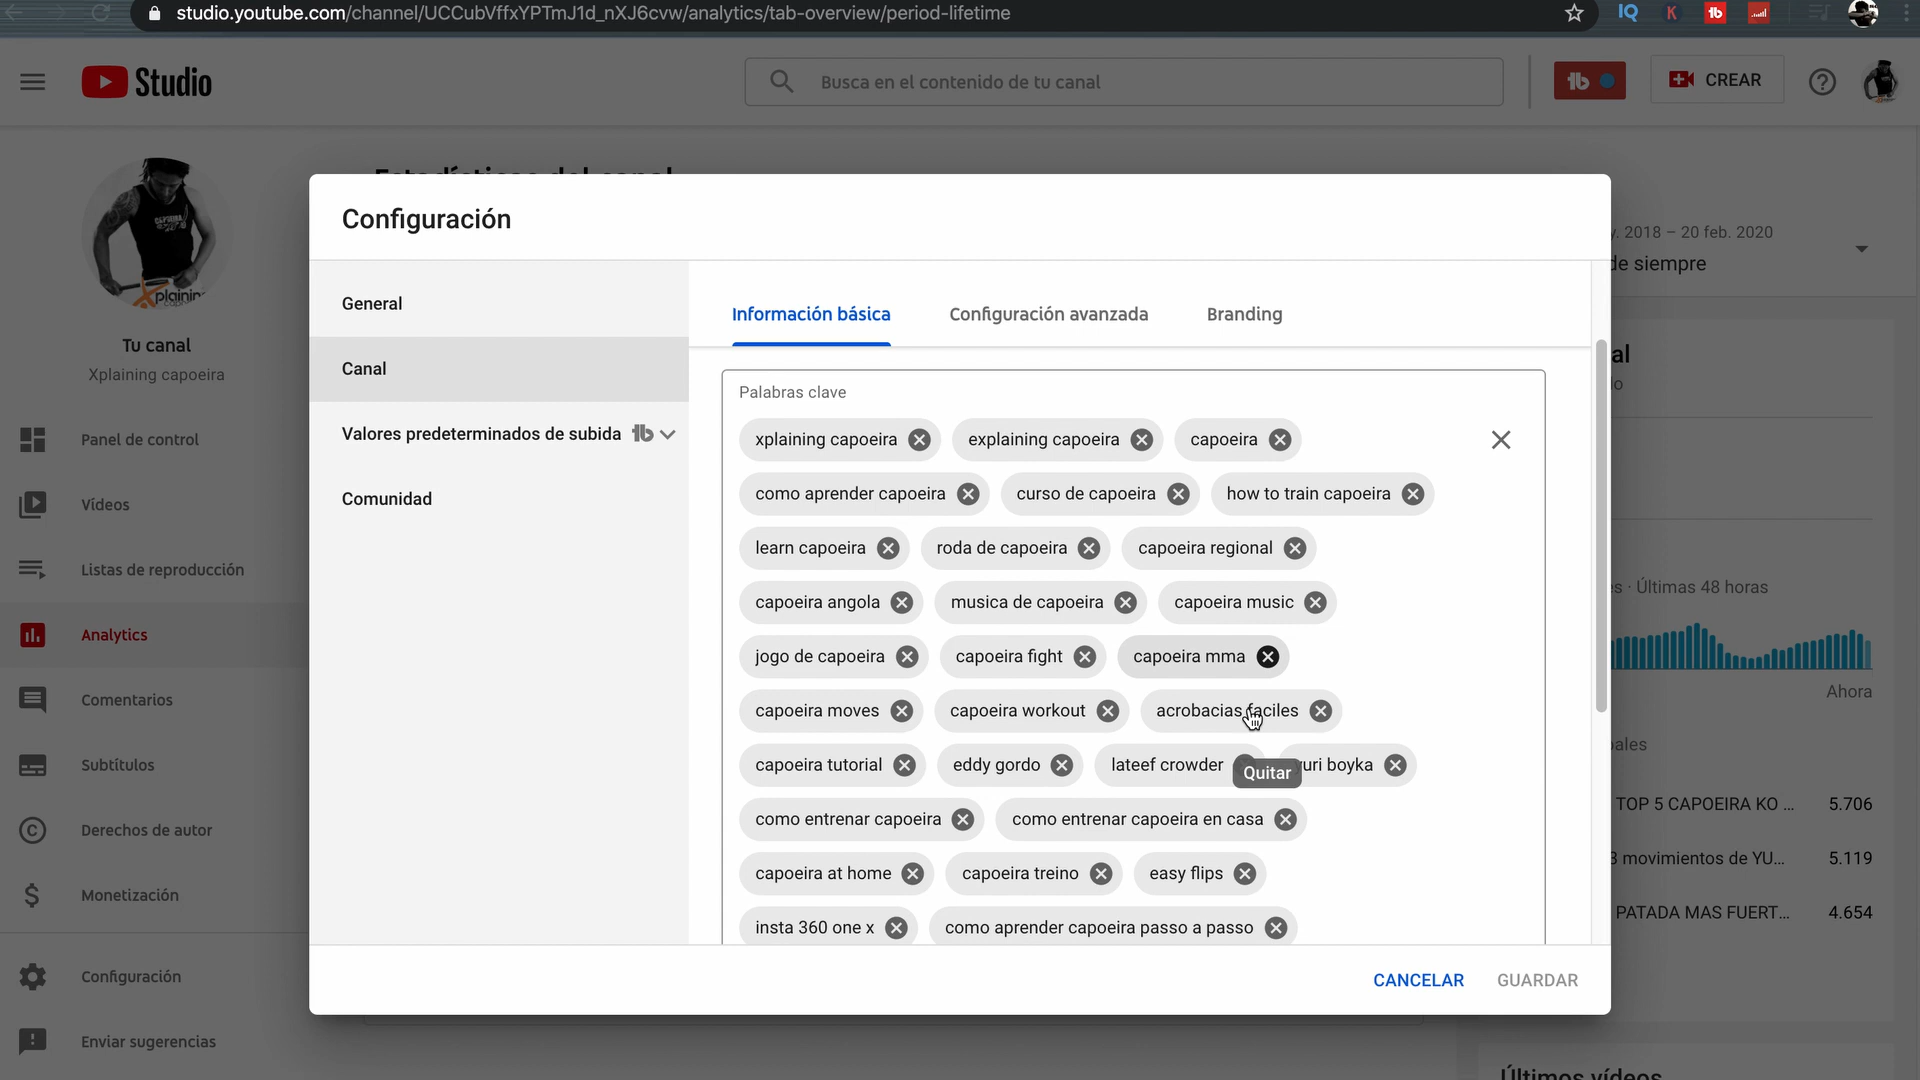 studio.youtube.com/channel/UCCubVffxYPTmJ1d_nXJ6cvw/analytics/tab-overview/period-lifetime
IQ
K
tb
Studio
Busca en el contenido de tu canal
tb
CREAR
Estadísticas del canal
Configuración
2018 – 20 feb. 2020
de siempre
General
Información básica
Configuración avanzada
Branding
Tu canal
Xplaining capoeira
Canal
Palabras clave
Valores predeterminados de subida
xplaining capoeira
explaining capoeira
capoeira
Panel de control
como aprender capoeira
curso de capoeira
how to train capoeira
Comunidad
Vídeos
learn capoeira
roda de capoeira
capoeira regional
Listas de reproducción
Últimas 48 horas
capoeira angola
musica de capoeira
capoeira music
Analytics
jogo de capoeira
capoeira fight
capoeira mma
Ahora
Comentarios
capoeira moves
capoeira workout
acrobacias faciles
Subtítulos
capoeira tutorial
eddy gordo
lateef crowder
yuri boyka
Quitar
TOP 5 CAPOEIRA KO ... 5.706
Derechos de autor
como entrenar capoeira
como entrenar capoeira en casa
3 movimientos de YU... 5.119
Monetización
capoeira at home
capoeira treino
easy flips
PATADA MAS FUERT... 4.654
insta 360 one x
como aprender capoeira passo a passo
Configuración
CANCELAR
GUARDAR
Enviar sugerencias
Últimos vídeos